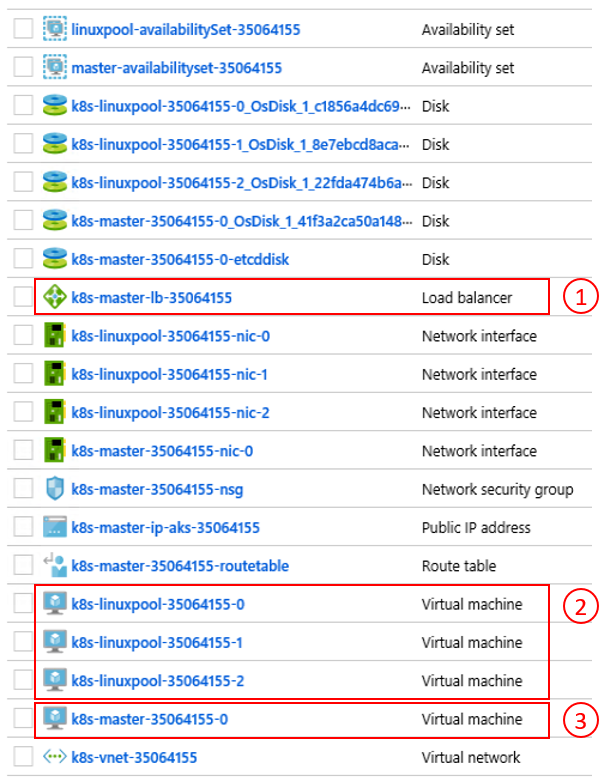 linuxpool-availabilitySet-35064155 Availability set
master-availabilityset-35064155 Availability set
k8s-linuxpool-35064155-0_OsDisk_1_c1856a4dc69··· Disk
k8s-linuxpool-35064155-1_OsDisk_1_8e7ebcd8aca··· Disk
k8s-linuxpool-35064155-2_OsDisk_1_22fda474b6a··· Disk
k8s-master-35064155-0_OsDisk_1_41f3a2ca50a148··· Disk
k8s-master-35064155-0-etcddisk Disk
k8s-master-lb-35064155 Load balancer 1
k8s-linuxpool-35064155-nic-0 Network interface
k8s-linuxpool-35064155-nic-1 Network interface
k8s-linuxpool-35064155-nic-2 Network interface
k8s-master-35064155-nic-0 Network interface
k8s-master-35064155-nsg Network security group
k8s-master-ip-aks-35064155 Public IP address
k8s-master-35064155-routetable Route table
k8s-linuxpool-35064155-0 Virtual machine 2
k8s-linuxpool-35064155-1 Virtual machine
k8s-linuxpool-35064155-2 Virtual machine
k8s-master-35064155-0 Virtual machine 3
k8s-vnet-35064155 Virtual network